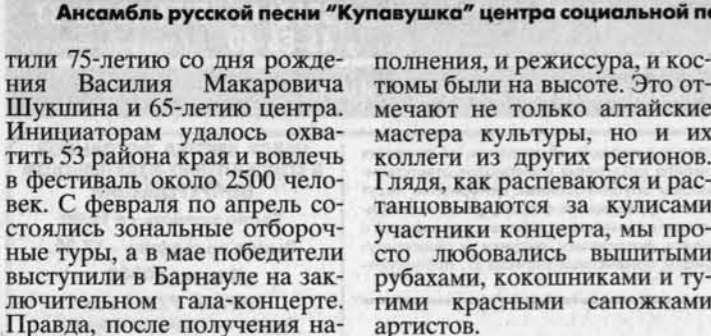 Ансамбль русской песни "Купавушка" центра социальной
тили 75-летию со дня рожде-
ния Василия Макаровича
Шукшина и 65-летию центра.
Инициаторам удалось охва-
тить 53 района края и вовлечь
в фестиваль около 2500 чело-
век. С февраля по апрель со-
стоялись зональные отбороч-
ные туры, а в мае победители
выступили в Барнауле на зак-
лючительном гала-концерте.
Правда, после получения на-
полнения, и режиссура, и кос-
тюмы были на высоте. Это от-
мечают не только алтайские
мастера культуры, но и их
коллеги из других регионов.
Глядя, как распеваются и рас-
танцовываются за кулисами
участники концерта, мы про-
сто любовались вышитыми
рубахами, кокошниками и ту-
гими красными сапожками
артистов.